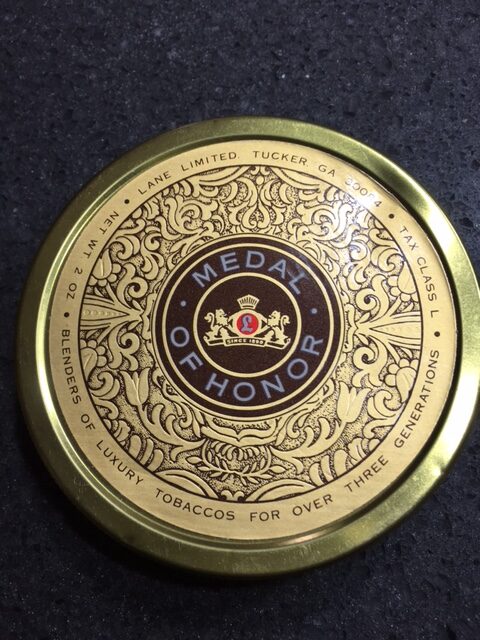 LANE LIMITED. TUCKER GA 30084 • TAX CLASS L •
BLENDERS OF LUXURY TOBACCOS FOR OVER THREE GENERATIONS
• NET WT 2 OZ •
• MEDAL •
OF HONOR
L
SINCE 1890